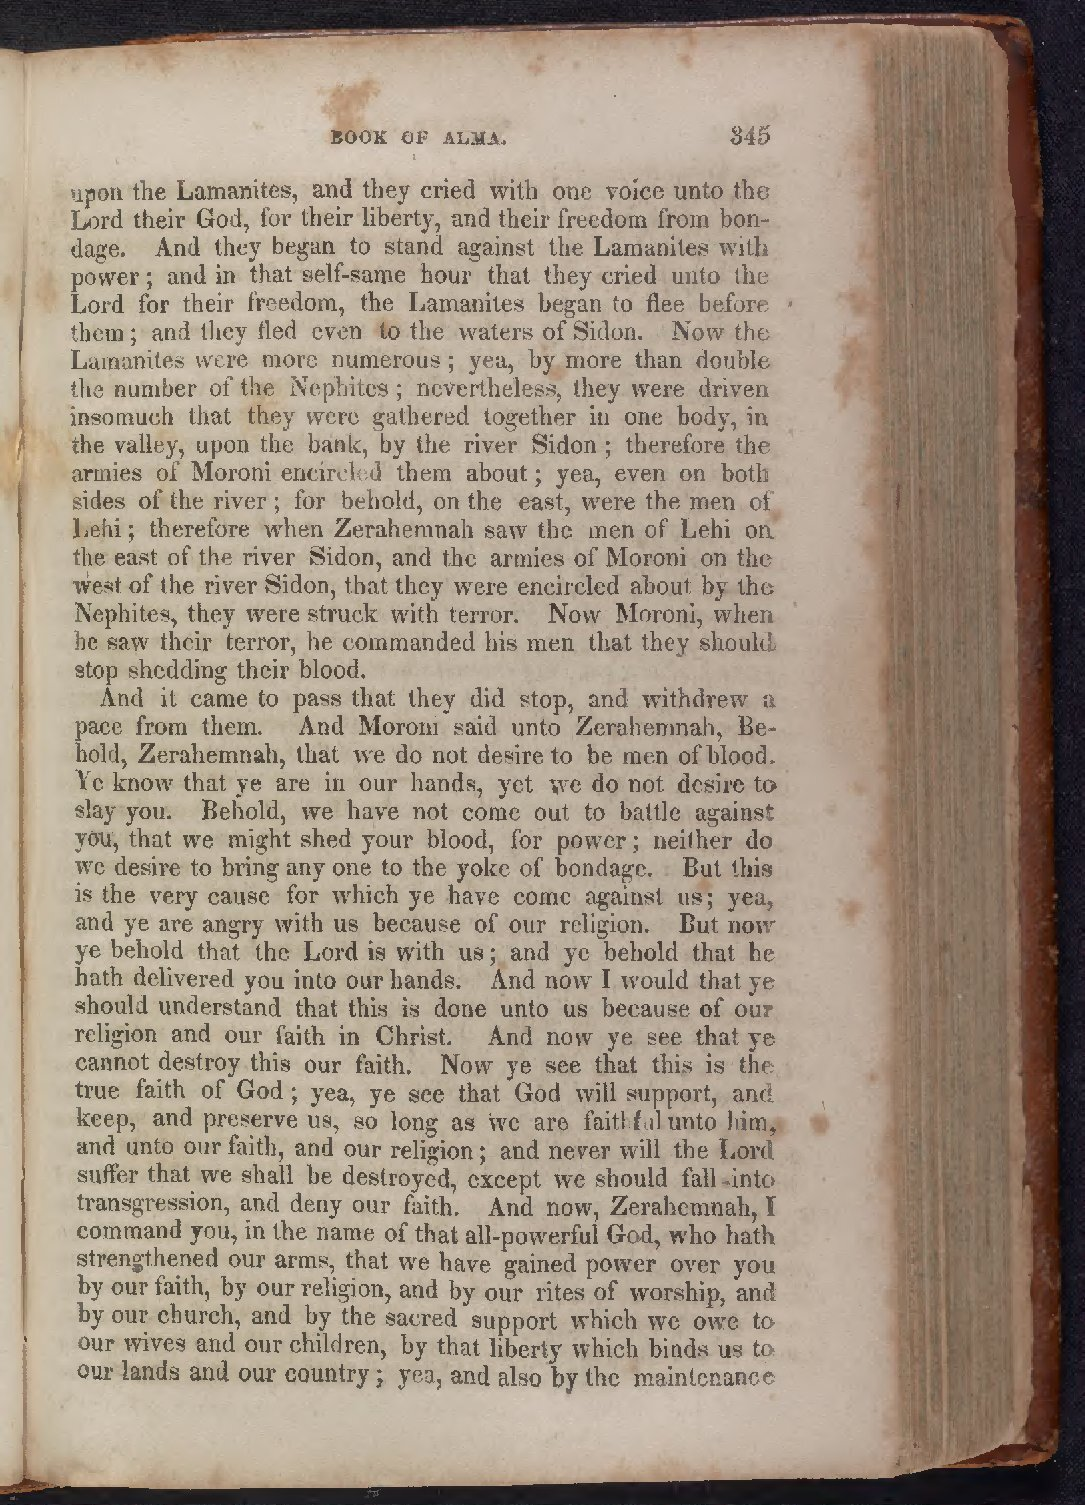 BOOK OF ALMA. 345
upon the Lamanites, and they cried with one voice unto the
Lord their God, for their liberty, and their freedom from bon-
dage. And they began to stand against the Lamanites with
power; and in that self-same hour that they cried unto the
Lord for their freedom, the Lamanites began to flee before
them; and they fled even to the waters of Sidon. Now the
Lamanites were more numerous; yea, by more than double
the number of the Nephites; nevertheless, they were driven
insomuch that they were gathered together in one body, in
the valley, upon the bank, by the river Sidon; therefore the
armies of Moroni encircled them about; yea, even on both
sides of the river; for behold, on the east, were the men of
Lehi; therefore when Zerahemnah saw the men of Lehi on
the east of the river Sidon, and the armies of Moroni on the
west of the river Sidon, that they were encircled about by the
Nephites, they were struck with terror. Now Moroni, when
he saw their terror, he commanded his men that they should
stop shedding their blood.
And it came to pass that they did stop, and withdrew a
pace from them. And Moroni said unto Zerahemnah, Be-
hold, Zerahemnah, that we do not desire to be men of blood.
Ye know that ye are in our hands, yet we do not desire to
slay you. Behold, we have not come out to battle against
you, that we might shed your blood, for power; neither do
we desire to bring any one to the yoke of bondage. But this
is the very cause for which ye have come against us; yea,
and ye are angry with us because of our religion. But now
ye behold that the Lord is with us; and ye behold that he
hath delivered you into our hands. And now I would that ye
should understand that this is done unto us because of our
religion and our faith in Christ. And now ye see that ye
cannot destroy this our faith. Now ye see that this is the
true faith of God; yea, ye see that God will support, and
keep, and preserve us, so long as we are faithful unto him,
and unto our faith, and our religion; and never will the Lord
suffer that we shall be destroyed, except we should fall into
transgression, and deny our faith. And now, Zerahemnah, I
command you, in the name of that all-powerful God, who hath
strengthened our arms, that we have gained power over you
by our faith, by our religion, and by our rites of worship, and
by our church, and by the sacred support which we owe to
our wives and our children, by that liberty which binds us to
our lands and our country; yea, and also by the maintenance